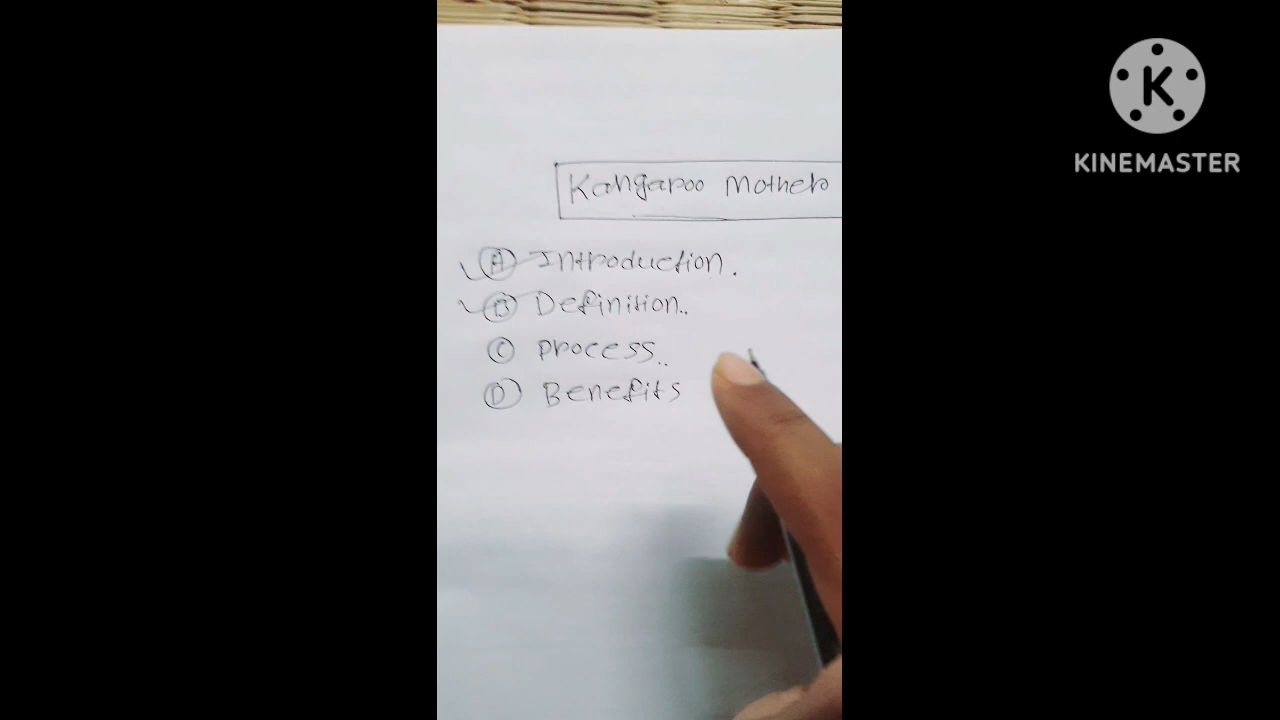 Kangaroo Mother
A Introduction.
B Definition..
C Process..
D Benefits
K
KINEMASTER